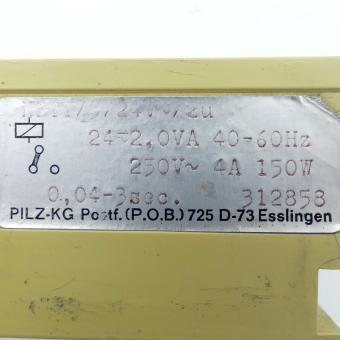 24≂2,0VA 40-60Hz
250V~ 4A 150W
0,04-3sec. 312858
PILZ-KG Postf.(P.O.B.)725 D-73 Esslingen